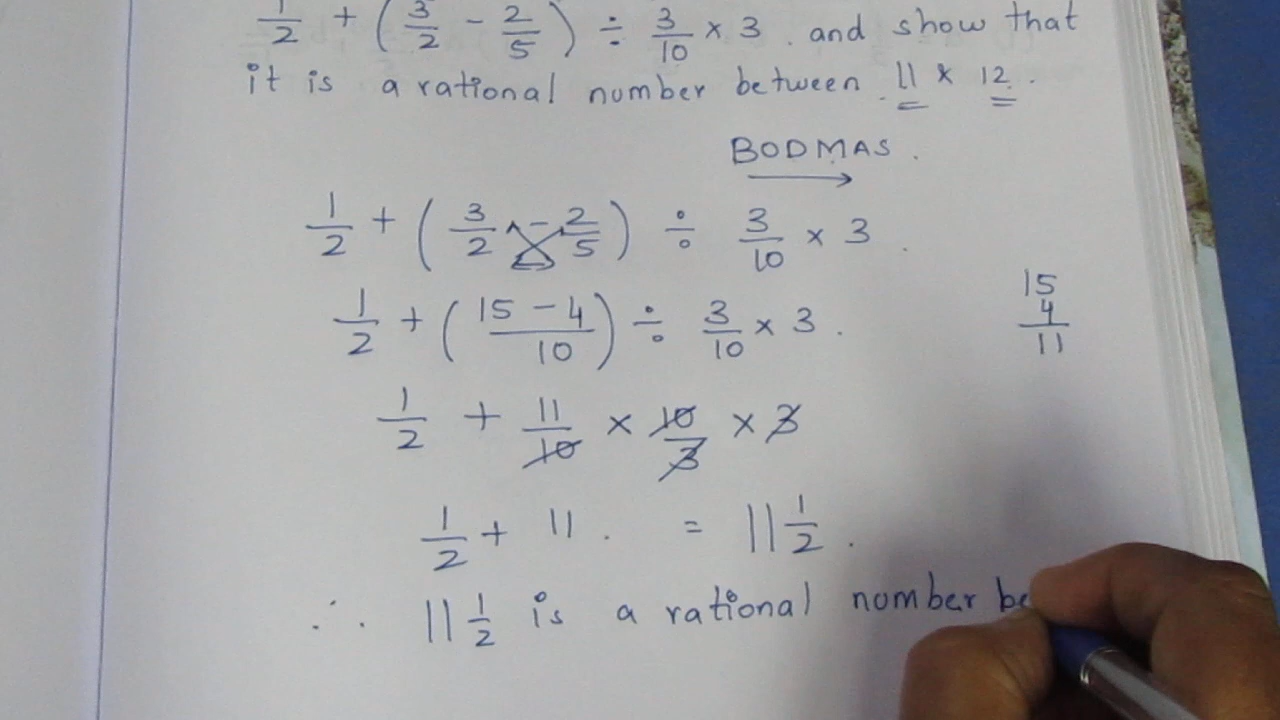 1/2 + (3/2 - 2/5) ÷ 3/10 × 3 . and show that
it is a rational number between 11 & 12 .
BODMAS .
1/2 + (3/2 - 2/5) ÷ 3/10 × 3 .
1/2 + (15 - 4/10) ÷ 3/10 × 3 .
15
4
11
1/2 + 11/10 × 10/3 × 3
1/2 + 11 . = 11 1/2 .
∴ 11 1/2 is a rational number be